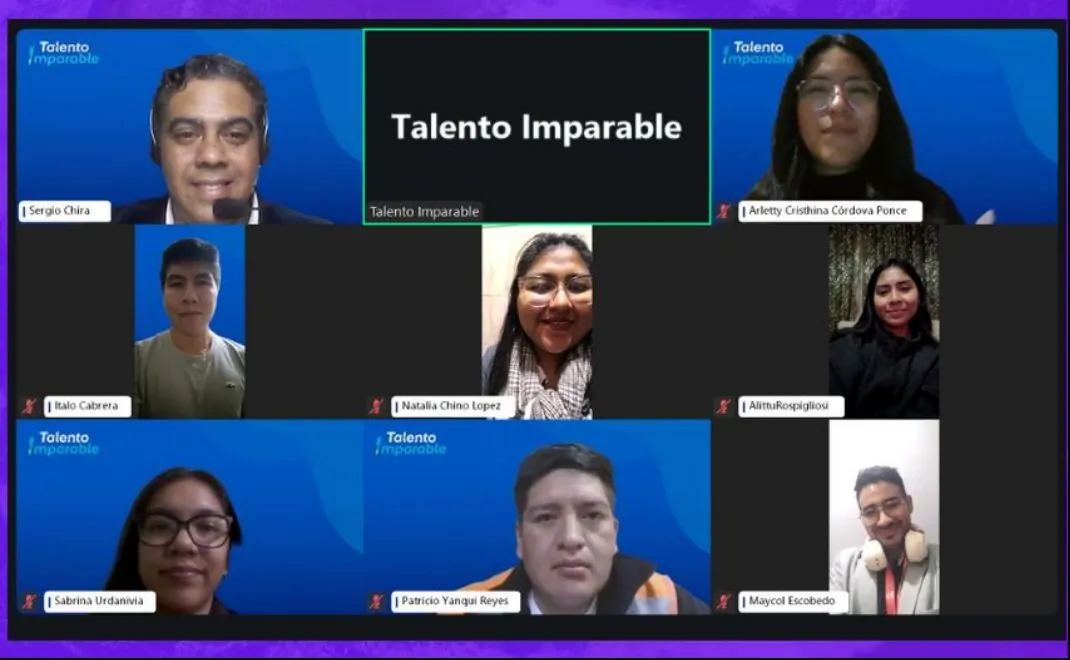 Talento
Imparable
Sergio Chira
Talento Imparable
Talento Imparable
Talento
Imparable
Arletty Cristhina Córdova Ponce
Italo Cabrera
Natalia Chino Lopez
AlittuRospigliosi
Talento
Imparable
Sabrina Urdanivia
Talento
Imparable
Patricio Yanqui Reyes
Maycol Escobedo